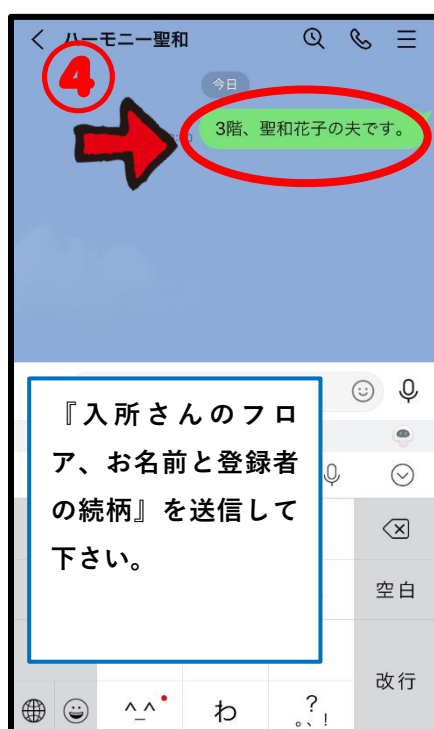 ハーモニー聖和
④
今日
3階、聖和花子の夫です。
『入所さんのフロ
ア、お名前と登録者
の続柄』を送信して
下さい。
空白
改行
^_^
わ
?
。、!